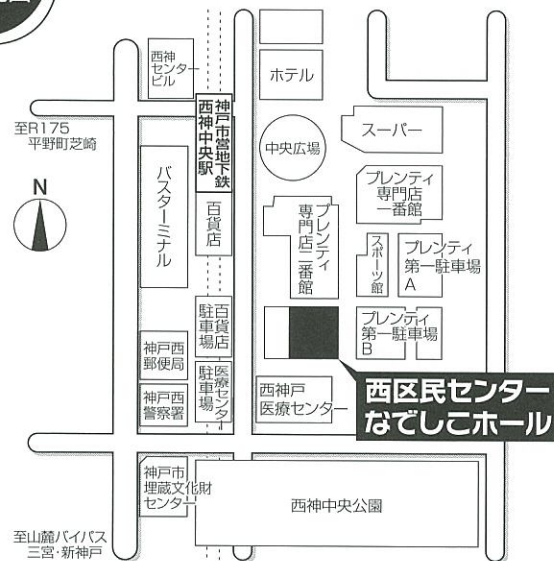 西神
センター
ビル
ホテル
至R175
平野町芝崎
神戸市営地下鉄
西神中央駅
中央広場
スーパー
N
バスターミナル
百貨店
プレンティ
専門店
一番館
プレンティ
専門店二番館
スポーツ館
プレンティ
第一駐車場
A
百貨店
駐車場
プレンティ
第一駐車場
B
神戸西
郵便局
医療センター
駐車場
神戸西
警察署
西神戸
医療センター
西区民センター
なでしこホール
神戸市
埋蔵文化財
センター
西神中央公園
至山麓バイパス
三宮・新神戸